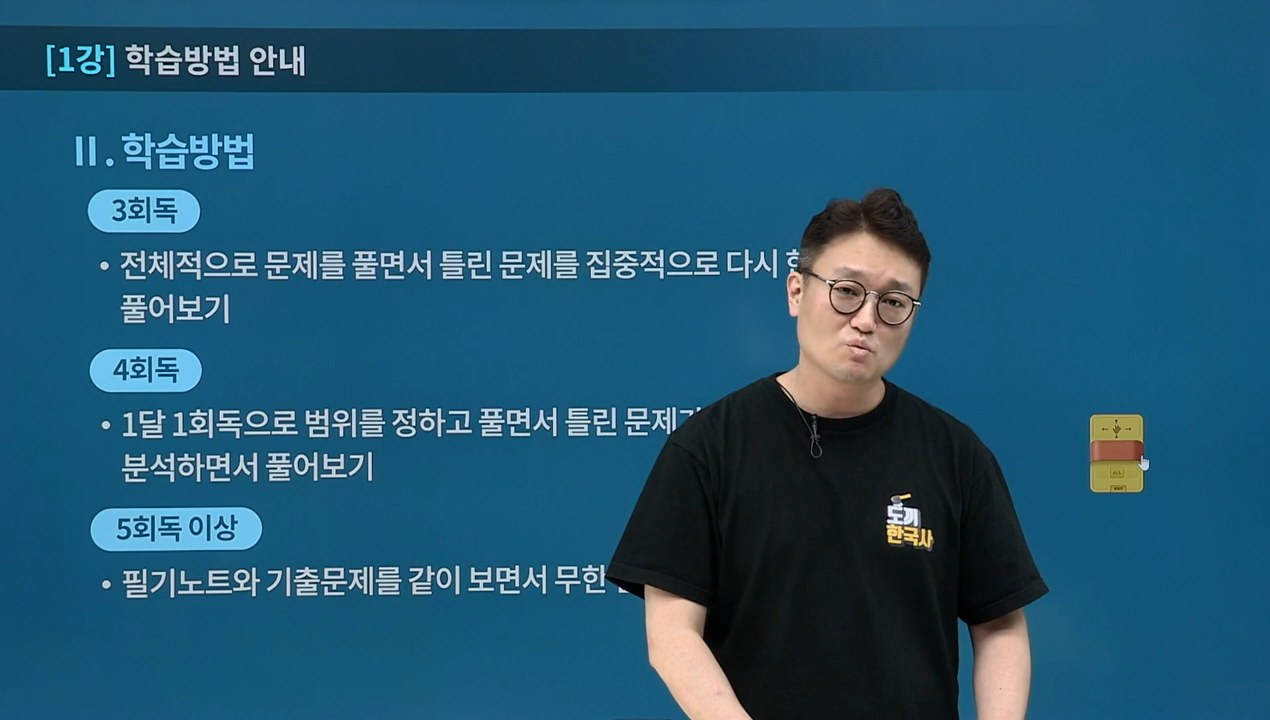 [1강] 학습방법 안내
Ⅱ. 학습방법
3회독
• 전체적으로 문제를 풀면서 틀린 문제를 집중적으로 다시
풀어보기
4회독
• 1달 1회독으로 범위를 정하고 풀면서 틀린
분석하면서 풀어보기
5회독 이상
• 필기노트와 기출문제를 같이 보면서 무한
도끼
한국사